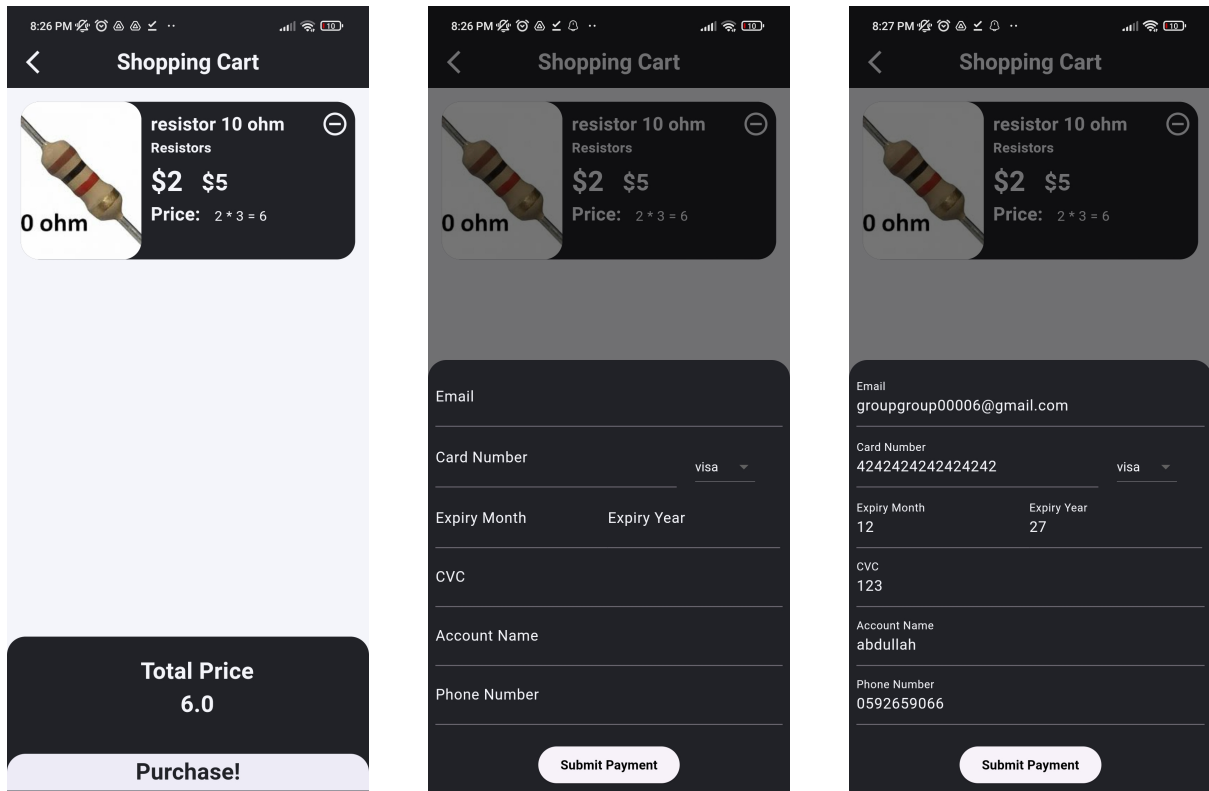 8:26 PM
10
Shopping Cart
resistor 10 ohm
Resistors
$2 $5
Price: 2 * 3 = 6
0 ohm
Total Price
6.0
Purchase!
8:26 PM
10
Shopping Cart
resistor 10 ohm
Resistors
$2 $5
Price: 2 * 3 = 6
0 ohm
Email
Card Number
visa
Expiry Month Expiry Year
CVC
Account Name
Phone Number
Submit Payment
8:27 PM
10
Shopping Cart
resistor 10 ohm
Resistors
$2 $5
Price: 2 * 3 = 6
0 ohm
Email
groupgroup00006@gmail.com
Card Number
4242424242424242
visa
Expiry Month Expiry Year
12 27
CVC
123
Account Name
abdullah
Phone Number
0592659066
Submit Payment